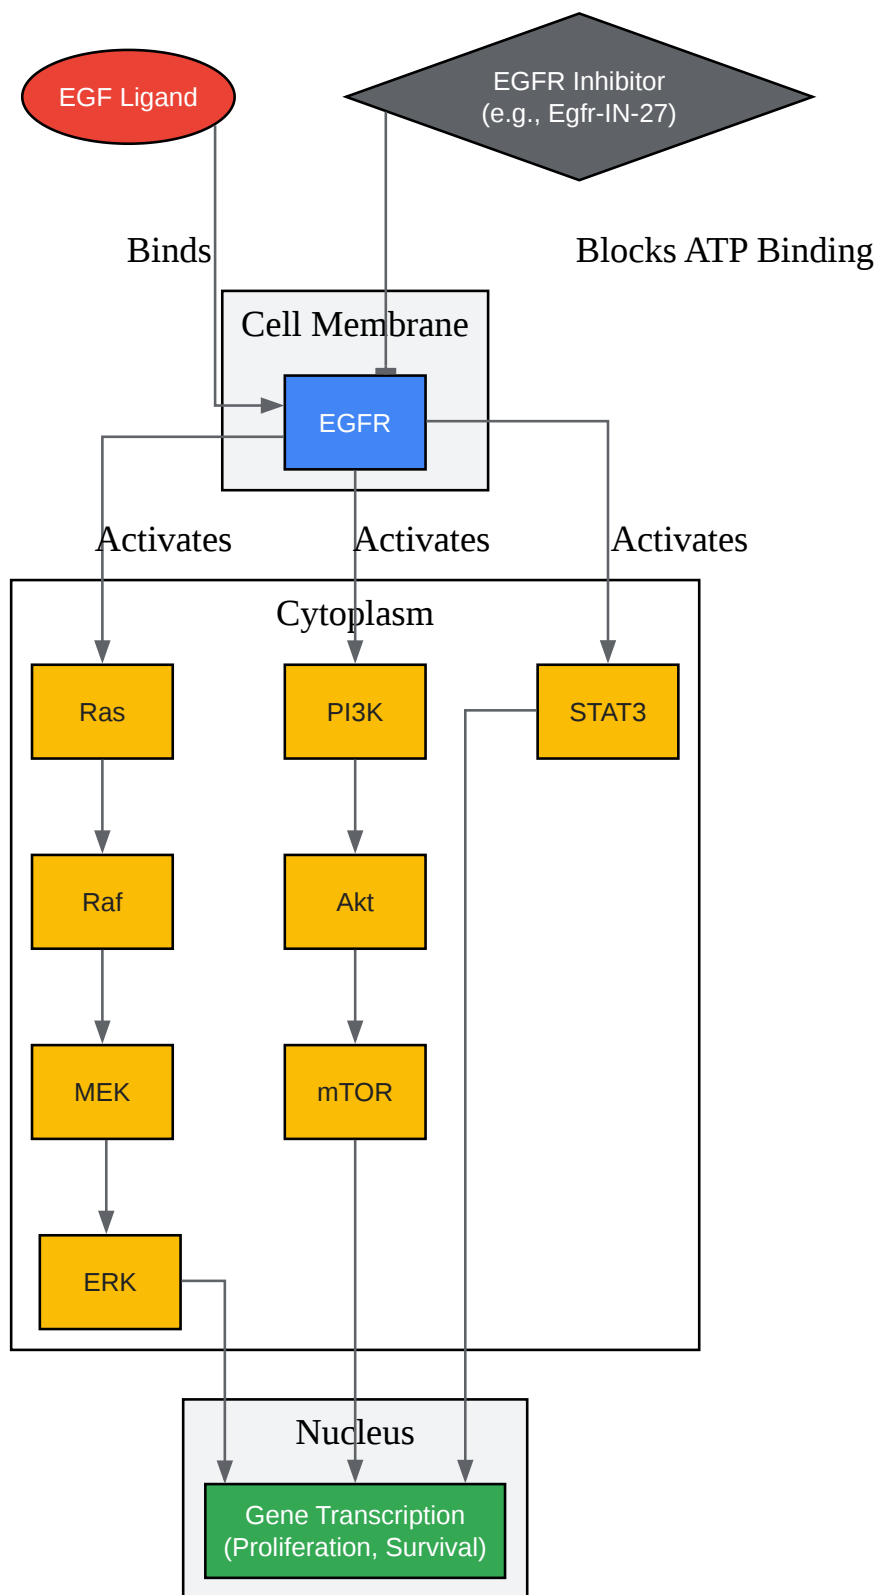 EGF Ligand
EGFR Inhibitor
(e.g., Egfr-IN-27)
Binds
Blocks ATP Binding
Cell Membrane
EGFR
Activates
Activates
Activates
Cytoplasm
Ras
PI3K
STAT3
Raf
Akt
MEK
mTOR
ERK
Nucleus
Gene Transcription
(Proliferation, Survival)